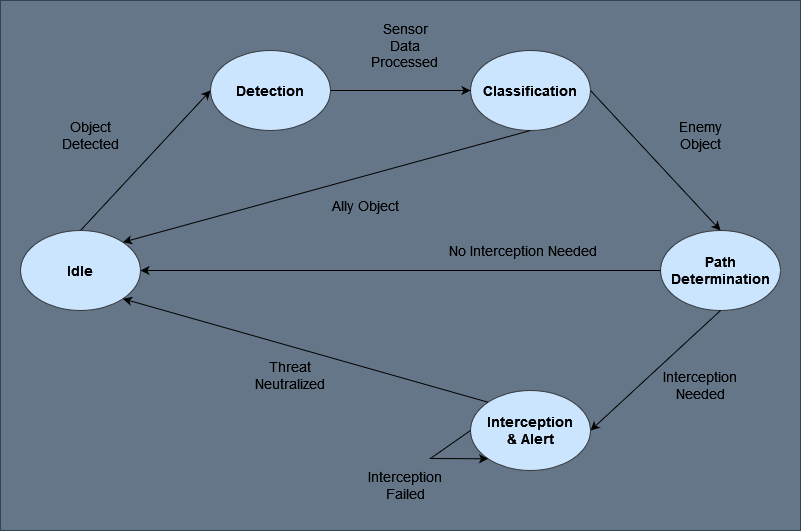 Sensor
Data
Processed
Detection
Classification
Object
Detected
Enemy
Object
Ally Object
No Interception Needed
Idle
Path
Determination
Threat
Neutralized
Interception
Needed
Interception
& Alert
Interception
Failed